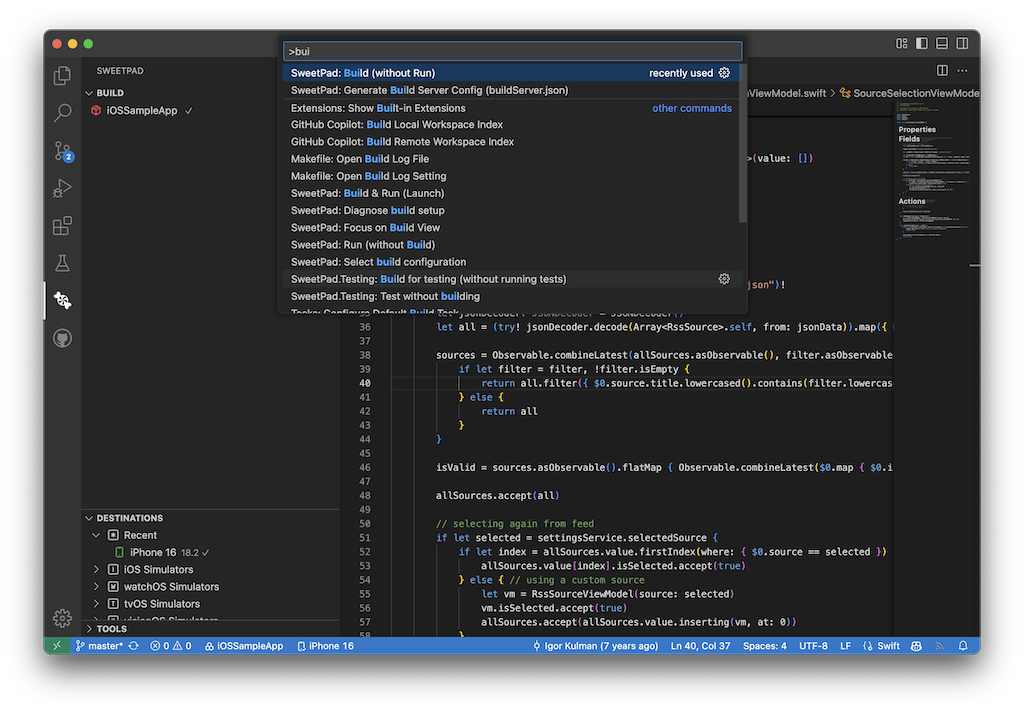 >bui
SweetPad: Build (without Run) recently used
SweetPad: Generate Build Server Config (buildServer.json)
Extensions: Show Built-in Extensions other commands
GitHub Copilot: Build Local Workspace Index
GitHub Copilot: Build Remote Workspace Index
Makefile: Open Build Log File
Makefile: Open Build Log Setting
SweetPad: Build & Run (Launch)
SweetPad: Diagnose build setup
SweetPad: Focus on Build View
SweetPad: Run (without Build)
SweetPad: Select build configuration
SweetPad.Testing: Build for testing (without running tests)
SweetPad.Testing: Test without building
Tasks: Configure Default Build Task
SWEETPAD
BUILD
iOSSampleApp
2
DESTINATIONS
Recent
iPhone 16 18.2
iOS Simulators
watchOS Simulators
tvOS Simulators
visionOS Simulators
TOOLS
ViewModel.swift > SourceSelectionViewMode
>(value: [])
json")!
let jsonDecoder: JSONDecoder = JSONDecoder()
36 let all = (try! jsonDecoder.decode(Array<RssSource>.self, from: jsonData)).map({
37
38 sources = Observable.combineLatest(allSources.asObservable(), filter.asObservable
39 if let filter = filter, !filter.isEmpty {
40 return all.filter({ $0.source.title.lowercased().contains(filter.lowercas
41 } else {
42 return all
43 }
44 }
45
46 isValid = sources.asObservable().flatMap { Observable.combineLatest($0.map { $0.i
47
48 allSources.accept(all)
49
50 // selecting again from feed
51 if let selected = settingsService.selectedSource {
52 if let index = allSources.value.firstIndex(where: { $0.source == selected })
53 allSources.value[index].isSelected.accept(true)
54 } else { // using a custom source
55 let vm = RssSourceViewModel(source: selected)
56 vm.isSelected.accept(true)
57 allSources.accept(allSources.value.inserting(vm, at: 0))
58 }
Properties
Fields
Actions
master* 0 0 iOSSampleApp iPhone 16 Igor Kulman (7 years ago) Ln 40, Col 37 Spaces: 4 UTF-8 LF Swift